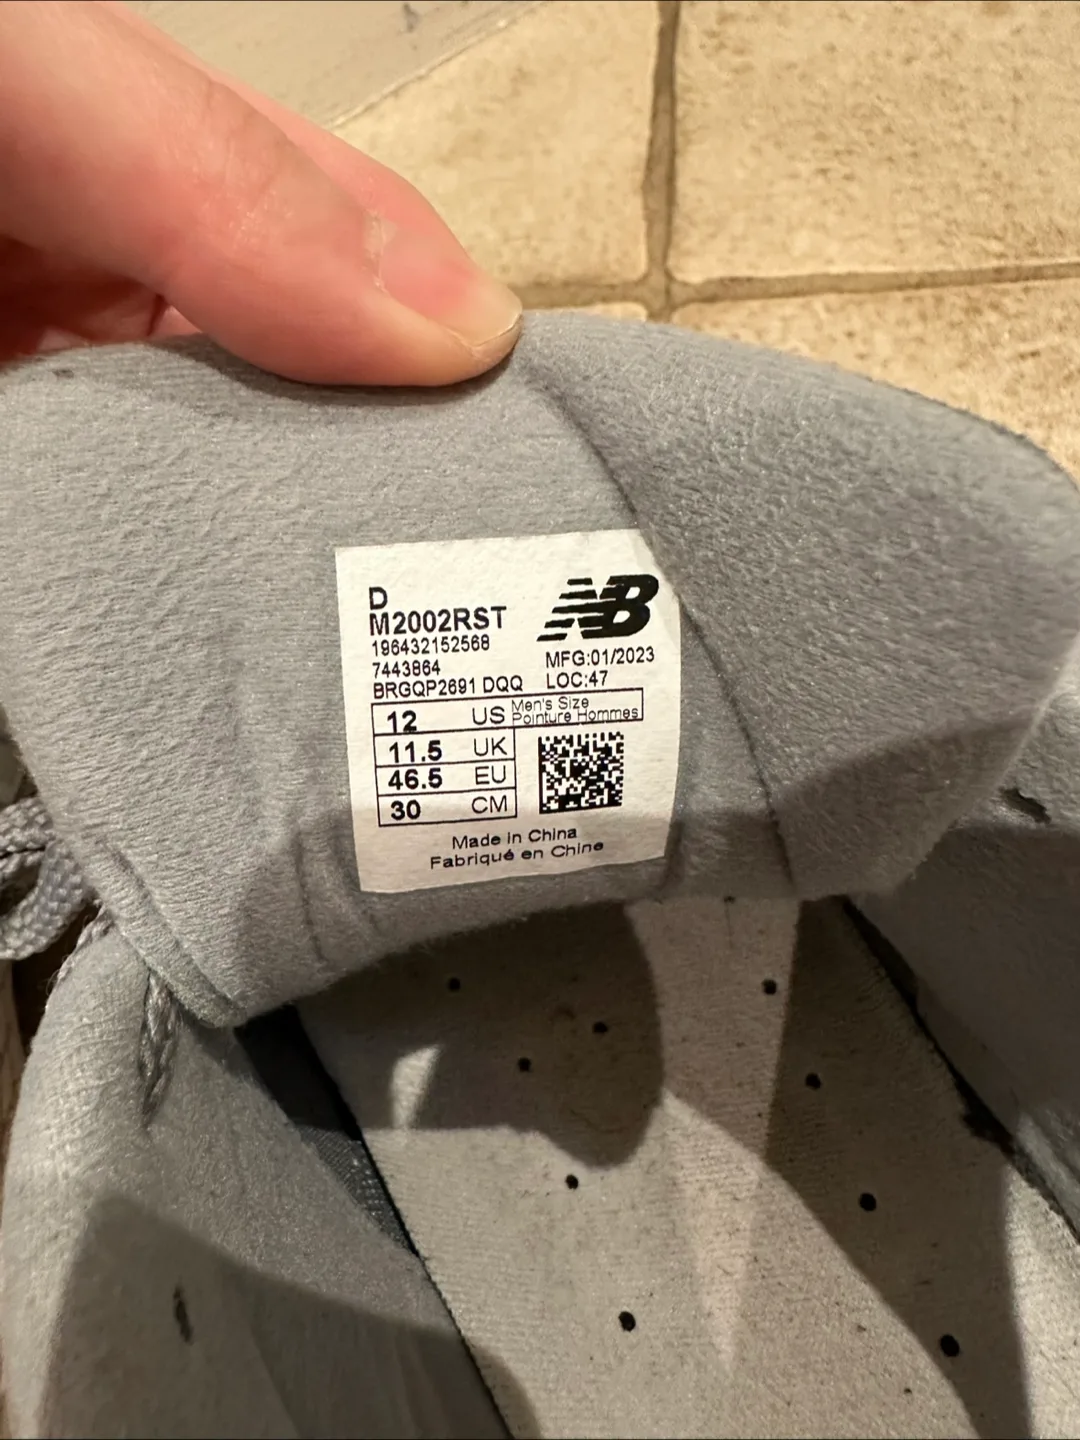 D
M2002RST
196432152568
7443864
BRGQP2691 DQQ
NB
MFG:01/2023
LOC:47
12 US Men's Size
Pointure Hommes
11.5 UK
46.5 EU
30 CM
Made in China
Fabriqué en Chine